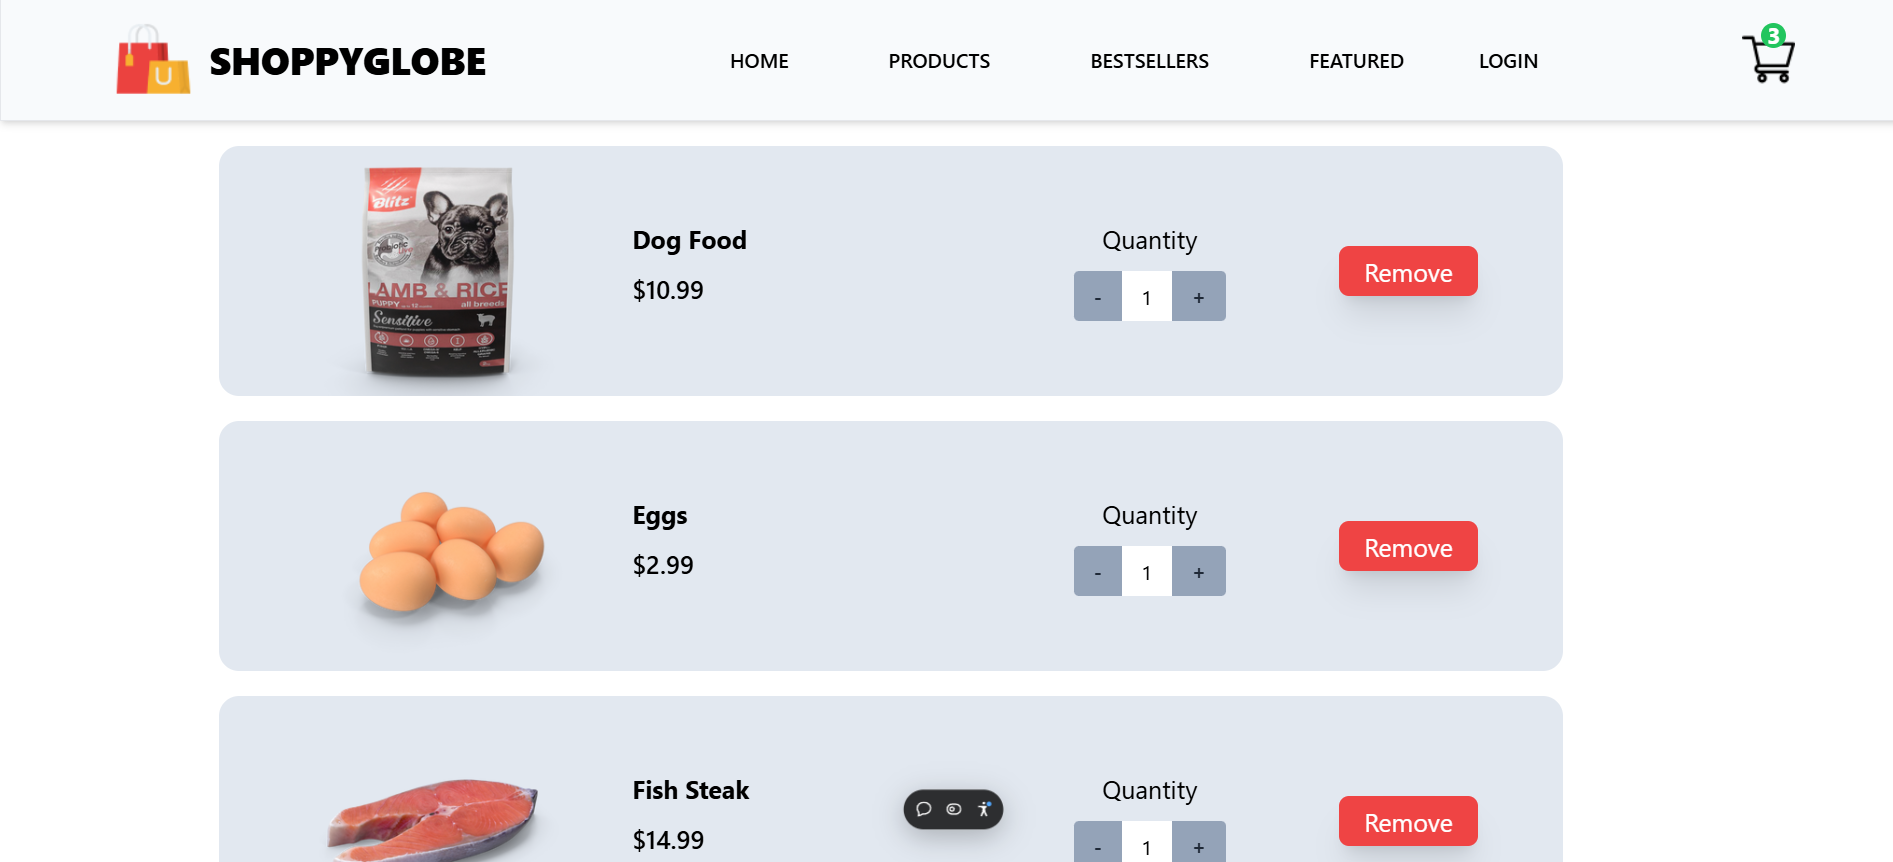 SHOPPYGLOBE
HOME
PRODUCTS
BESTSELLERS
FEATURED
LOGIN
3
U
Blitz
LAMB & RICE
PUPPY
all breeds
Sensitive
Dog Food
$10.99
Quantity
- 1 +
Remove
Eggs
$2.99
Quantity
- 1 +
Remove
Fish Steak
$14.99
Quantity
- 1 +
Remove